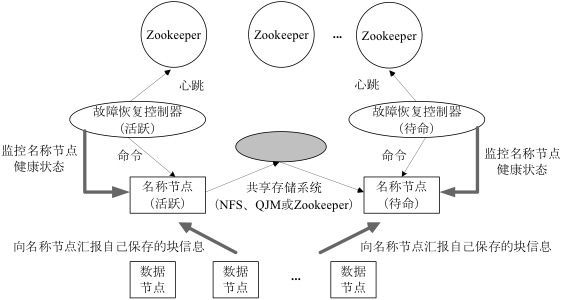 Zookeeper
Zookeeper
...
Zookeeper
心跳
心跳
故障恢复控制器
(活跃)
故障恢复控制器
(待命)
监控名称节点
健康状态
命令
命令
监控名称节点
健康状态
名称节点
(活跃)
共享存储系统
(NFS、QJM或Zookeeper)
名称节点
(待命)
向名称节点汇报自己保存的块信息
向名称节点汇报自己保存的块信息
数据
节点
数据
节点
...
数据
节点